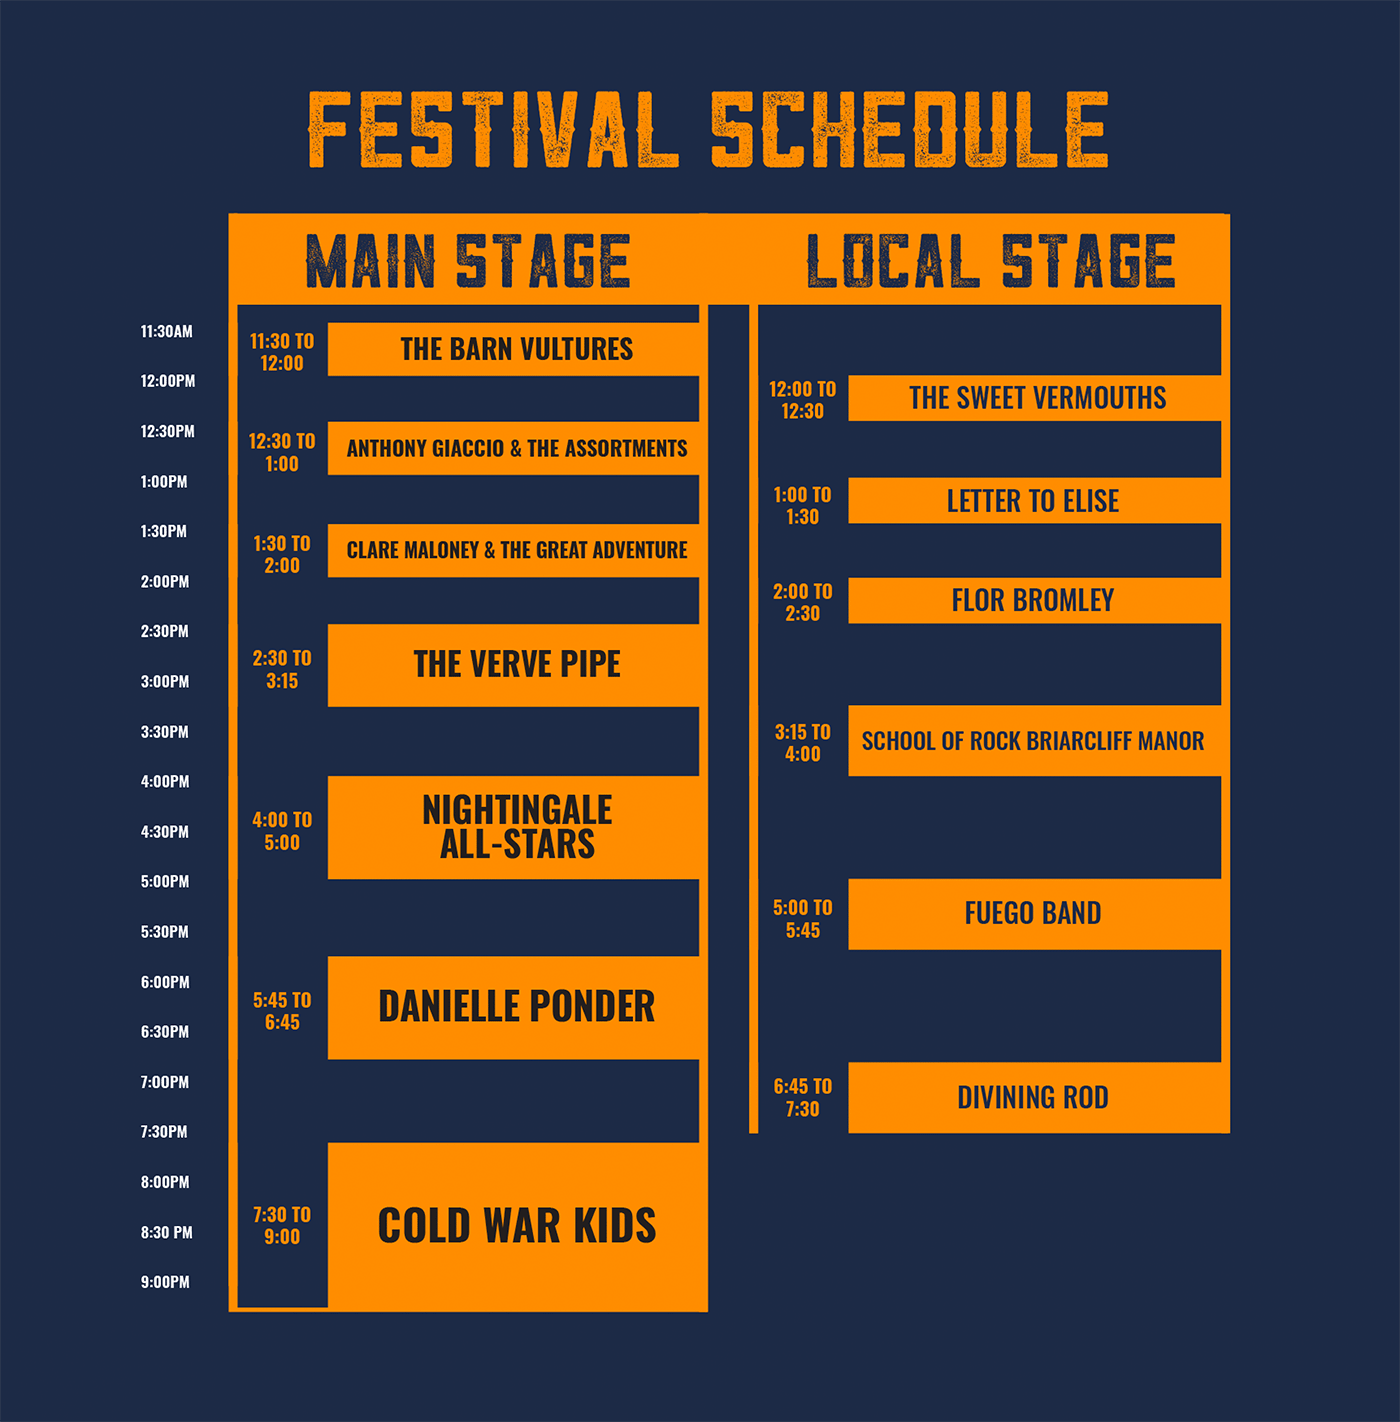 FESTIVAL SCHEDULE
MAIN STAGE
LOCAL STAGE
11:30AM
12:00PM
12:30PM
1:00PM
1:30PM
2:00PM
2:30PM
3:00PM
3:30PM
4:00PM
4:30PM
5:00PM
5:30PM
6:00PM
6:30PM
7:00PM
7:30PM
8:00PM
8:30 PM
9:00PM
11:30 TO
12:00
THE BARN VULTURES
12:30 TO
1:00
ANTHONY GIACCIO & THE ASSORTMENTS
1:30 TO
2:00
CLARE MALONEY & THE GREAT ADVENTURE
2:30 TO
3:15
THE VERVE PIPE
4:00 TO
5:00
NIGHTINGALE
ALL-STARS
5:45 TO
6:45
DANIELLE PONDER
7:30 TO
9:00
COLD WAR KIDS
12:00 TO
12:30
THE SWEET VERMOUTHS
1:00 TO
1:30
LETTER TO ELISE
2:00 TO
2:30
FLOR BROMLEY
3:15 TO
4:00
SCHOOL OF ROCK BRIARCLIFF MANOR
5:00 TO
5:45
FUEGO BAND
6:45 TO
7:30
DIVINING ROD